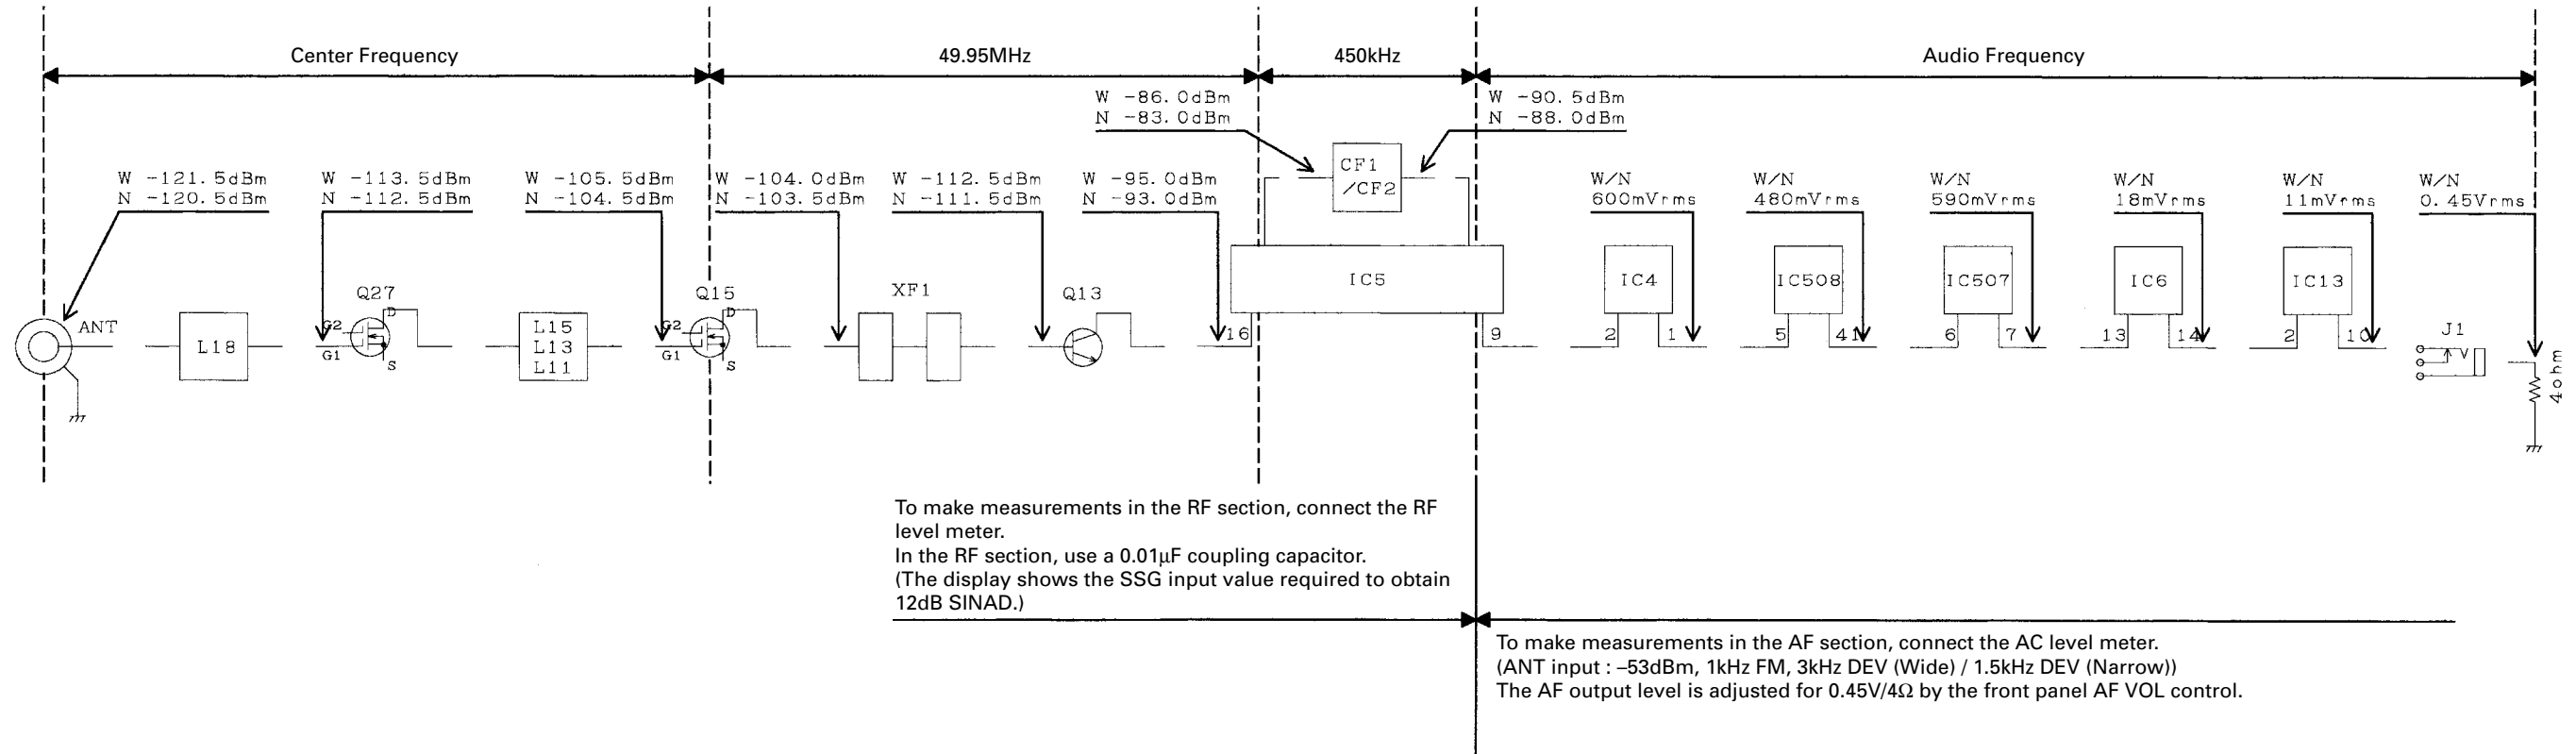 Center Frequency
49.95MHz
450kHz
Audio Frequency
W -86.0dBm
N -83.0dBm
W -90.5dBm
N -88.0dBm
CF1
/CF2
W -121.5dBm
N -120.5dBm
W -113.5dBm
N -112.5dBm
W -105.5dBm
N -104.5dBm
W -104.0dBm
N -103.5dBm
W -112.5dBm
N -111.5dBm
W -95.0dBm
N -93.0dBm
W/N
600mVrms
W/N
480mVrms
W/N
590mVrms
W/N
18mVrms
W/N
11mVrms
W/N
0.45Vrms
ANT
L18
Q27
G2
G1
D
S
L15
L13
L11
Q15
G2
G1
D
S
XF1
Q13
16
IC5
9
IC4
2
1
IC508
5
41
IC507
6
7
IC6
13
14
IC13
2
10
J1
4ohm
To make measurements in the RF section, connect the RF
level meter.
In the RF section, use a 0.01µF coupling capacitor.
(The display shows the SSG input value required to obtain
12dB SINAD.)
To make measurements in the AF section, connect the AC level meter.
(ANT input : –53dBm, 1kHz FM, 3kHz DEV (Wide) / 1.5kHz DEV (Narrow))
The AF output level is adjusted for 0.45V/4Ω by the front panel AF VOL control.